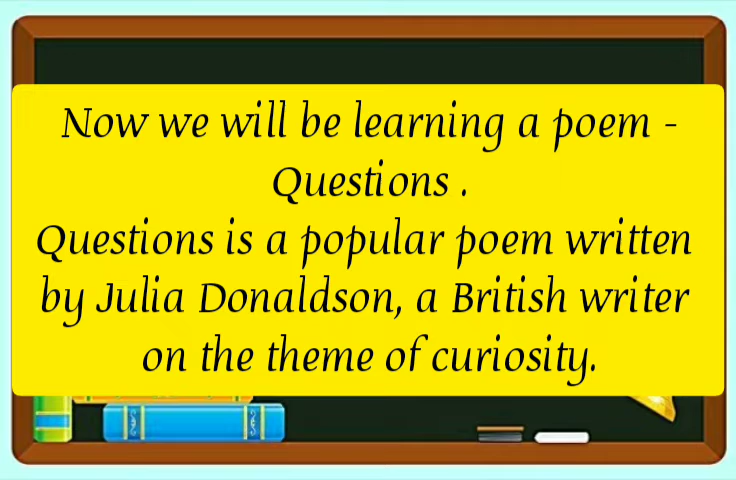 Now we will be learning a poem -
Questions .
Questions is a popular poem written
by Julia Donaldson, a British writer
on the theme of curiosity.